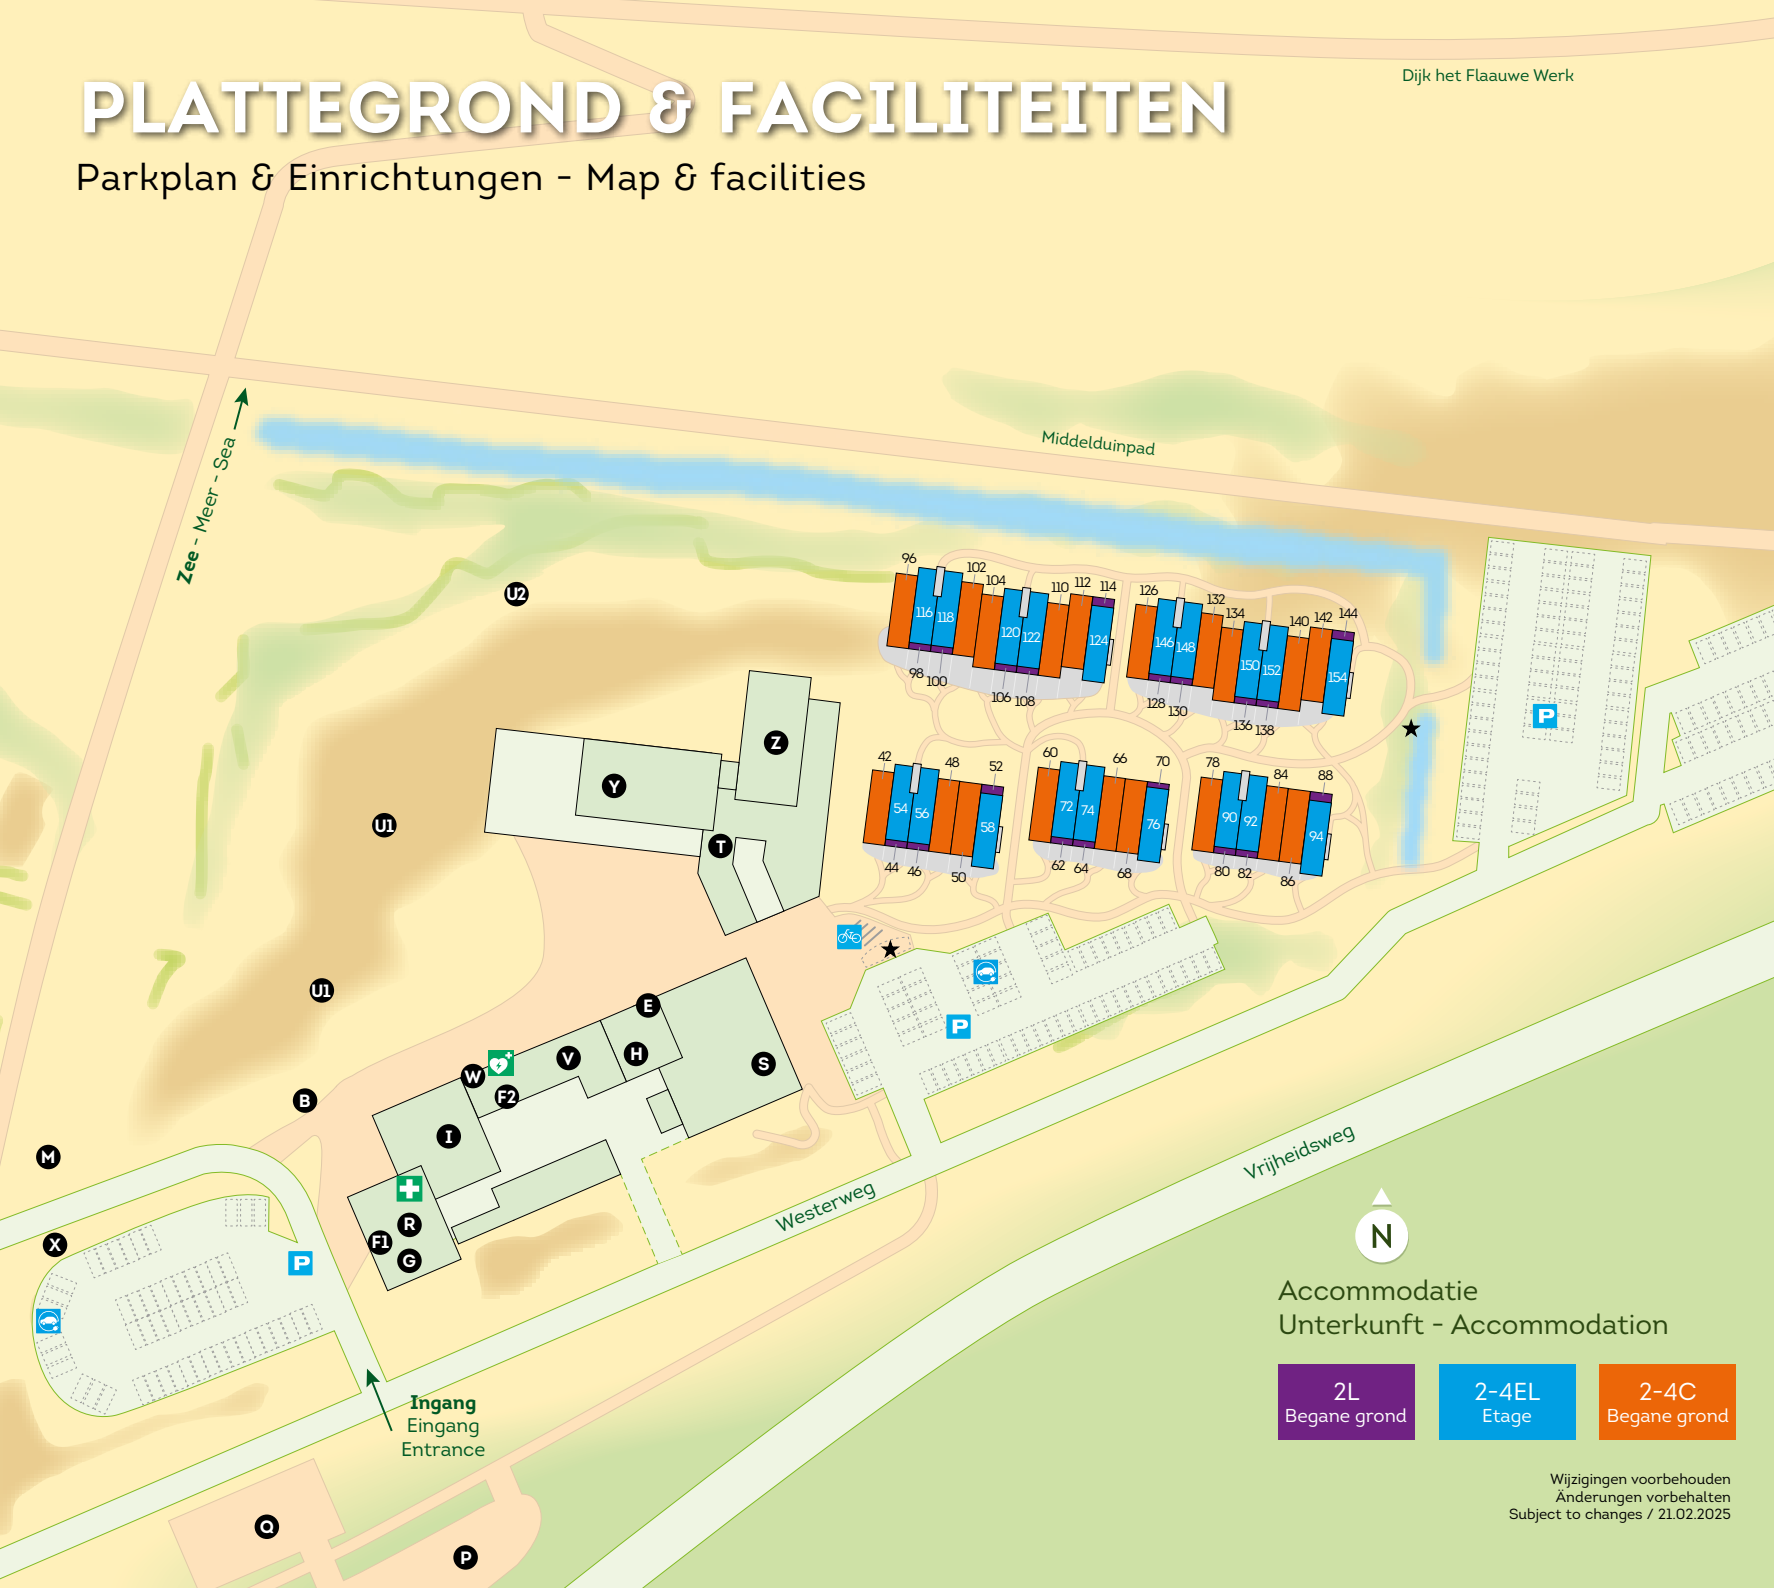 Dijk het Flaauwe Werk
PLATTEGROND & FACILITEITEN
Parkplan & Einrichtungen - Map & facilities
Zee - Meer - Sea
Middelduinpad
96
102
104
110
112
114
116
118
120
122
124
98
100
106
108
126
132
134
140
142
144
146
148
150
152
154
128
130
136
138
42
48
52
54
56
58
44
46
50
60
66
70
72
74
76
62
64
68
78
84
88
90
92
94
80
82
86
U2
U1
U1
Z
Y
T
P
P
E
V
H
S
W
F2
B
I
M
R
F1
G
X
P
Q
P
Westerweg
Vrijheidsweg
N
Ingang
Eingang
Entrance
Accommodatie
Unterkunft - Accommodation
2L
Begane grond
2-4EL
Etage
2-4C
Begane grond
Wijzigingen voorbehouden
Änderungen vorbehalten
Subject to changes / 21.02.2025